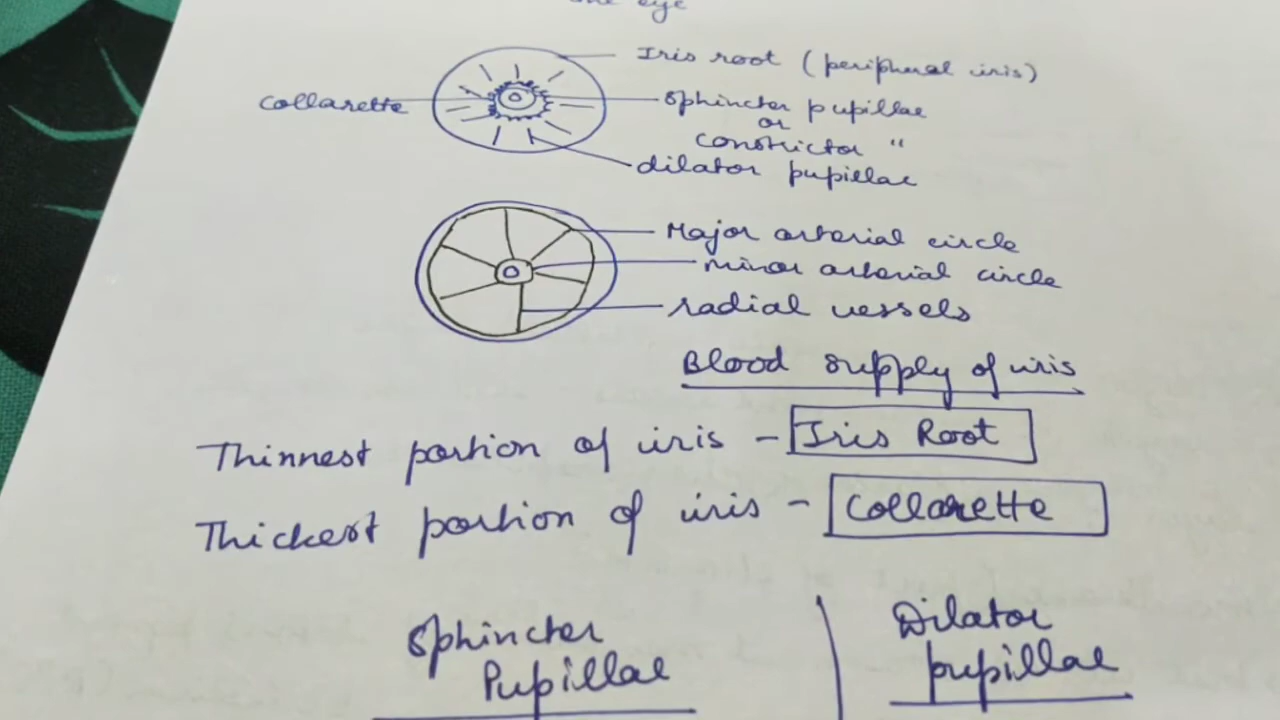 the eye
Iris root (peripheral iris)
collarette
sphincter pupillae
or
constrictor "
dilator pupillae
Major arterial circle
minor arterial circle
radial vessels
Blood supply of iris
Thinnest portion of iris - Iris Root
Thickest portion of iris - Collarette
Sphincter
Pupillae
Dilator
pupillae